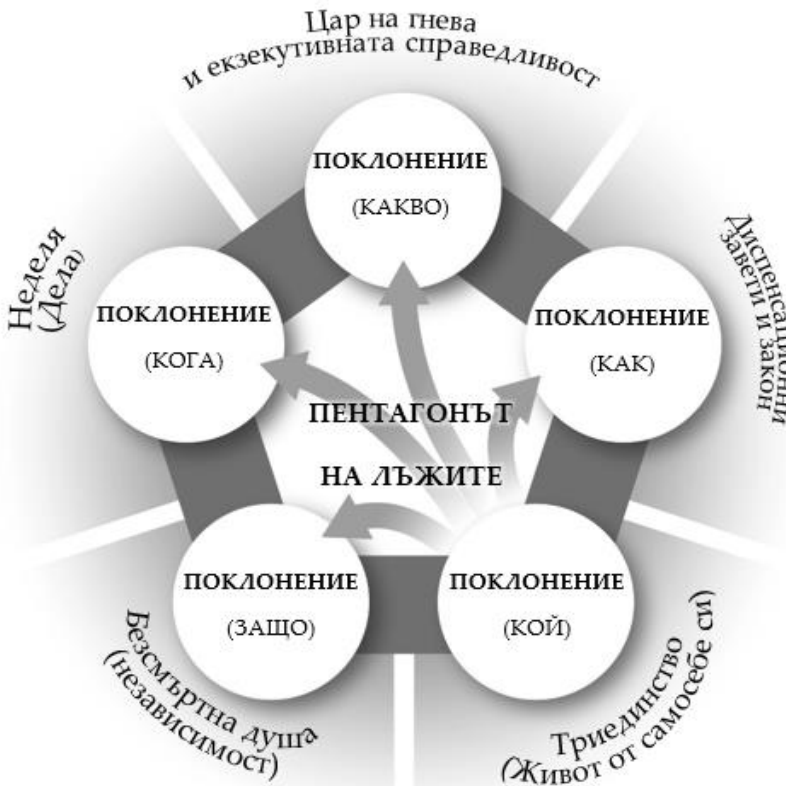 Цар на гнева
и екзекутивната справедливост
ПОКЛОНЕНИЕ
(КАКВО)
Неделя
(Дела)
ПОКЛОНЕНИЕ
(КОГА)
Диспенсационни
завети и закон
ПОКЛОНЕНИЕ
(КАК)
ПЕНТАГОНЪТ
НА ЛЪЖИТЕ
ПОКЛОНЕНИЕ
(ЗАЩО)
Безсмъртна душа
(независимост)
ПОКЛОНЕНИЕ
(КОЙ)
Триединство
(Живот от самосебе си)